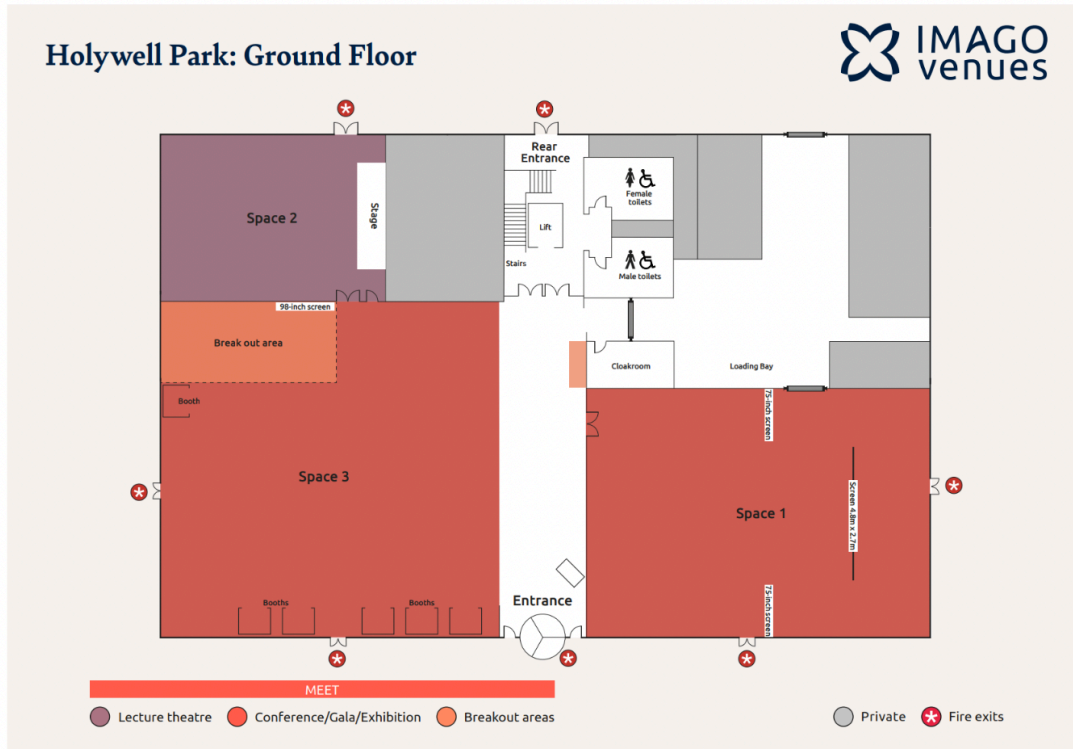 Holywell Park: Ground Floor
IMAGO
venues
Rear
Entrance
Female
toilets
Space 2
Stage
Lift
Stairs
Male toilets
98-inch screen
Break out area
Cloakroom
Loading Bay
Booth
75-inch screen
Space 3
Screen 4.8m x 2.7m
Space 1
Booths
Booths
Entrance
75-inch screen
MEET
Lecture theatre
Conference/Gala/Exhibition
Breakout areas
Private
Fire exits